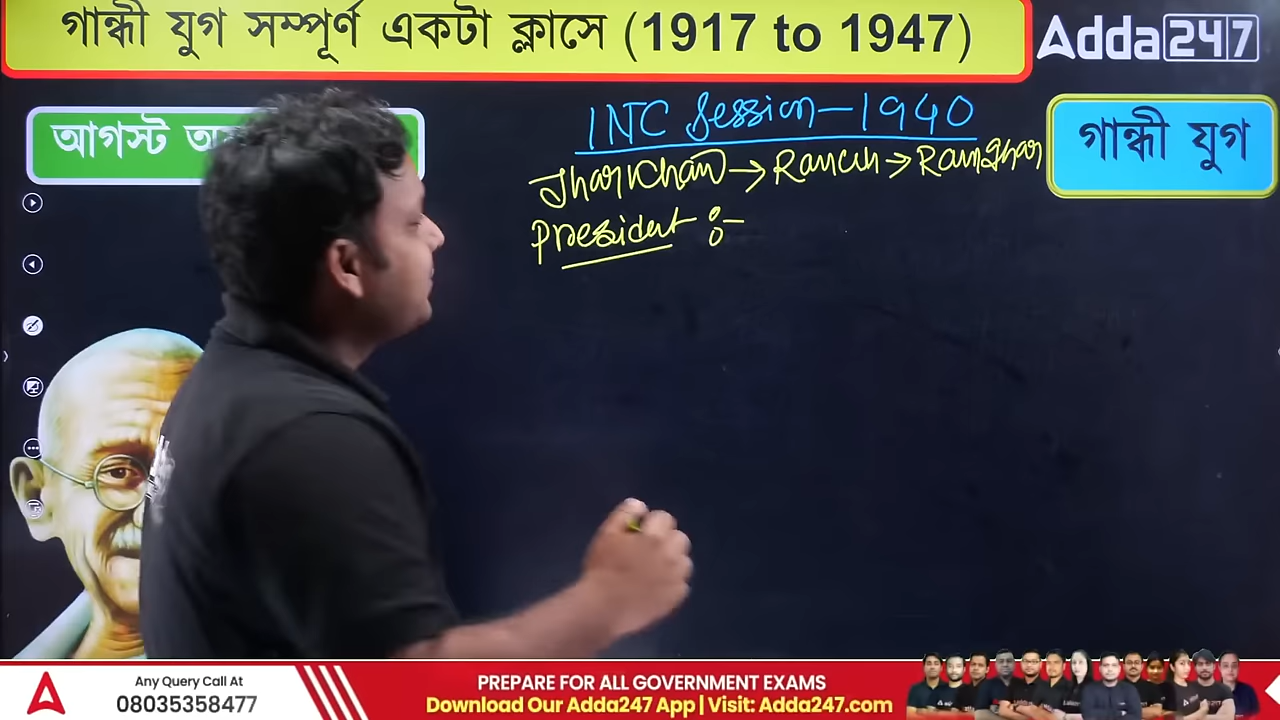 গান্ধী যুগ সম্পূর্ণ একটা ক্লাসে (1917 to 1947)
Adda247
আগস্ট
গান্ধী যুগ
INC Session - 1940
Jharkhand → Ranchi → Ramghar
President :-
Any Query Call At
08035358477
PREPARE FOR ALL GOVERNMENT EXAMS
Download Our Adda247 App | Visit: Adda247.com